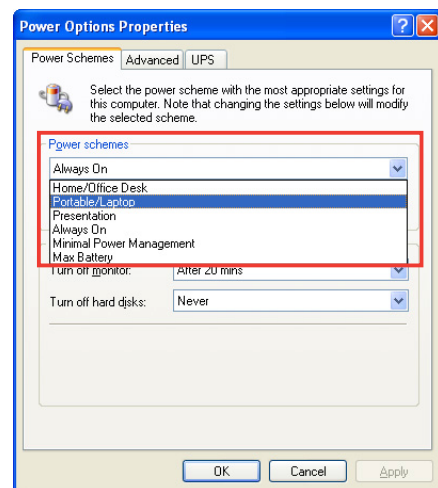 Power Options Properties
Power Schemes Advanced UPS
Select the power scheme with the most appropriate settings for
this computer. Note that changing the settings below will modify
the selected scheme.
Power schemes
Always On
Home/Office Desk
Portable/Laptop
Presentation
Always On
Minimal Power Management
Max Battery
Turn off monitor: After 20 mins
Turn off hard disks: Never
OK Cancel Apply